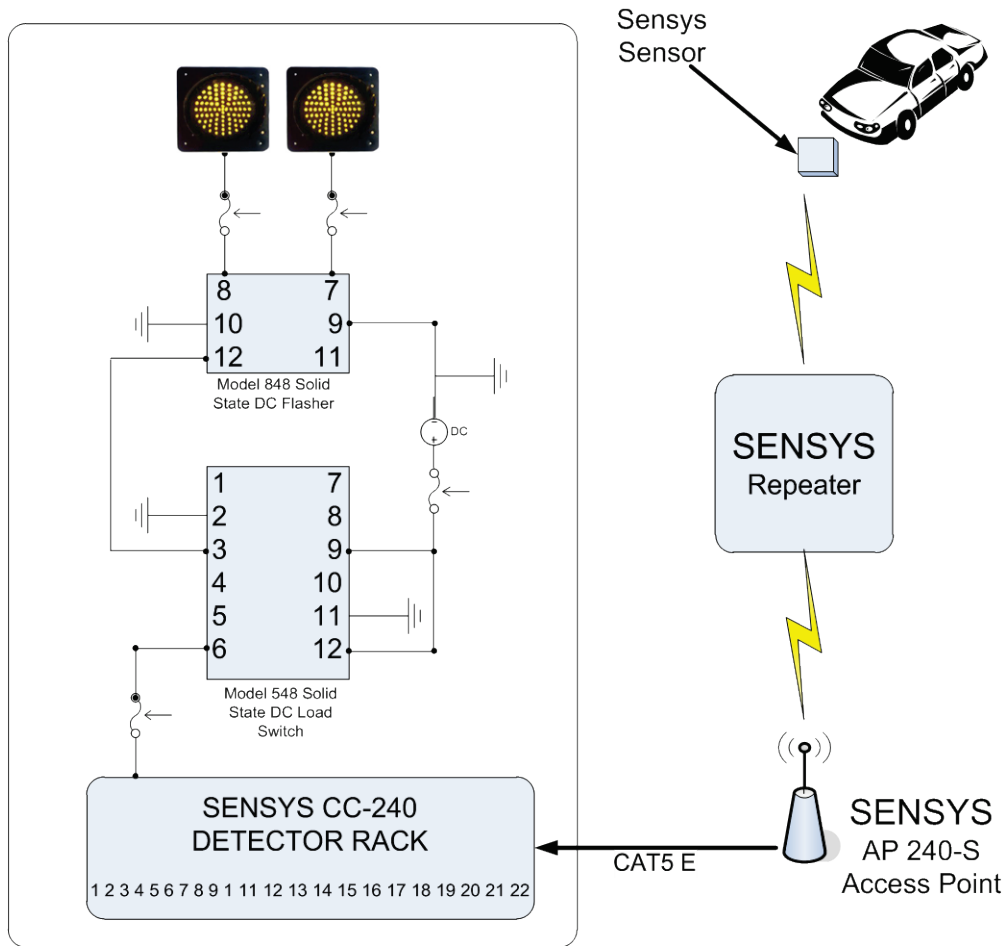 Sensys
Sensor
8 7
10 9
12 11
Model 848 Solid
State DC Flasher
- DC
+
SENSYS
Repeater
1 7
2 8
3 9
4 10
5 11
6 12
Model 548 Solid
State DC Load
Switch
SENSYS CC-240
DETECTOR RACK
1 2 3 4 5 6 7 8 9 1 11 12 13 14 15 16 17 18 19 20 21 22
CAT5 E
SENSYS
AP 240-S
Access Point